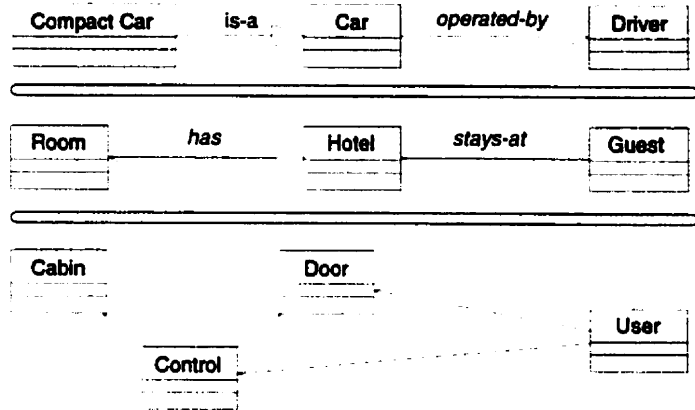 Compact Car is-a Car operated-by Driver
Room has Hotel stays-at Guest
Cabin Door
User
Control